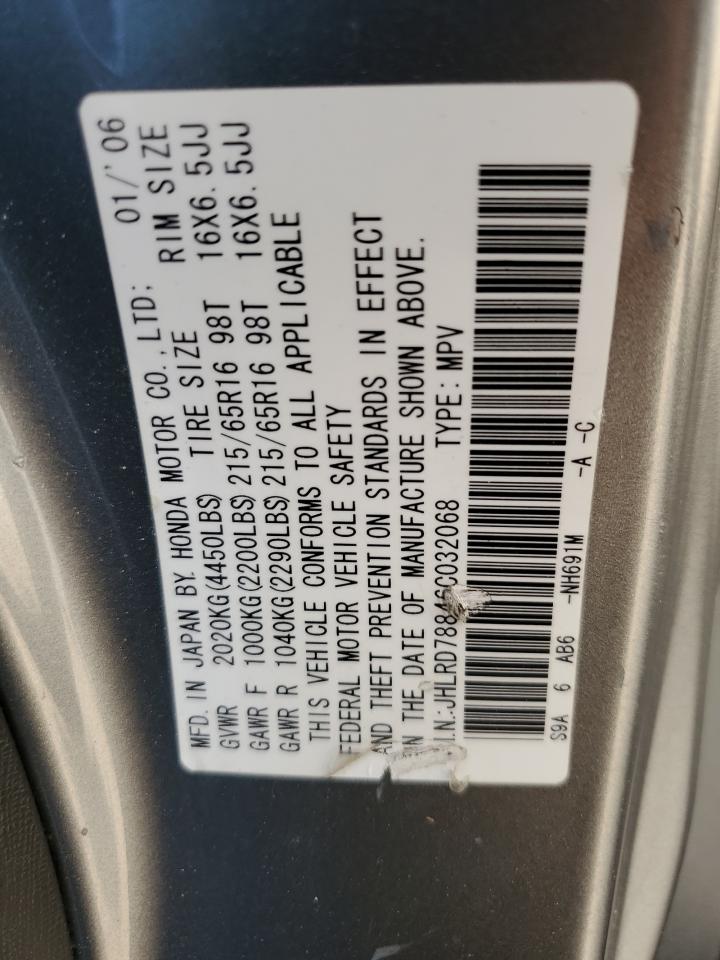 MFD. IN JAPAN BY HONDA MOTOR CO., LTD: 01/'06
GVWR 2020KG(4450LBS) TIRE SIZE RIM SIZE
GAWR F 1000KG(2200LBS) 215/65R16 98T 16X6.5JJ
GAWR R 1040KG(2290LBS) 215/65R16 98T 16X6.5JJ
THIS VEHICLE CONFORMS TO ALL APPLICABLE
FEDERAL MOTOR VEHICLE SAFETY
AND THEFT PREVENTION STANDARDS IN EFFECT
N THE DATE OF MANUFACTURE SHOWN ABOVE.
I.N.:JHLRD78846C032068 TYPE: MPV
S9A 6 AB6 -NH691M -A -C